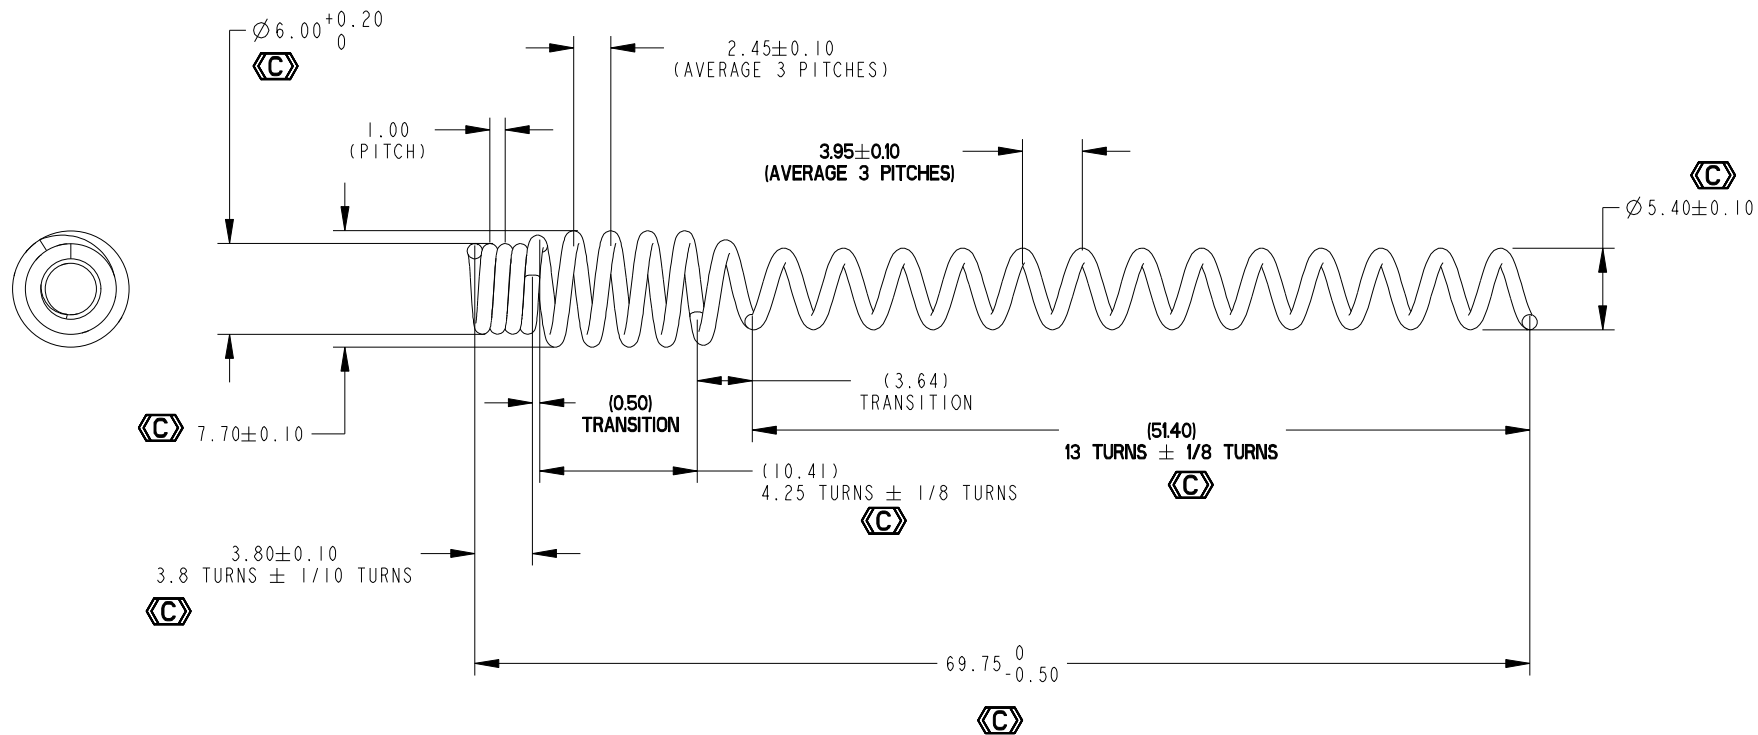 ⌀6.00 +0.20
0
C
2.45±0.10
(AVERAGE 3 PITCHES)
1.00
(PITCH)
3.95±0.10
(AVERAGE 3 PITCHES)
C
⌀5.40±0.10
(3.64)
TRANSITION
(0.50)
TRANSITION
C
7.70±0.10
(51.40)
13 TURNS ± 1/8 TURNS
C
(10.41)
4.25 TURNS ± 1/8 TURNS
C
3.80±0.10
3.8 TURNS ± 1/10 TURNS
C
69.75 0
-0.50
C